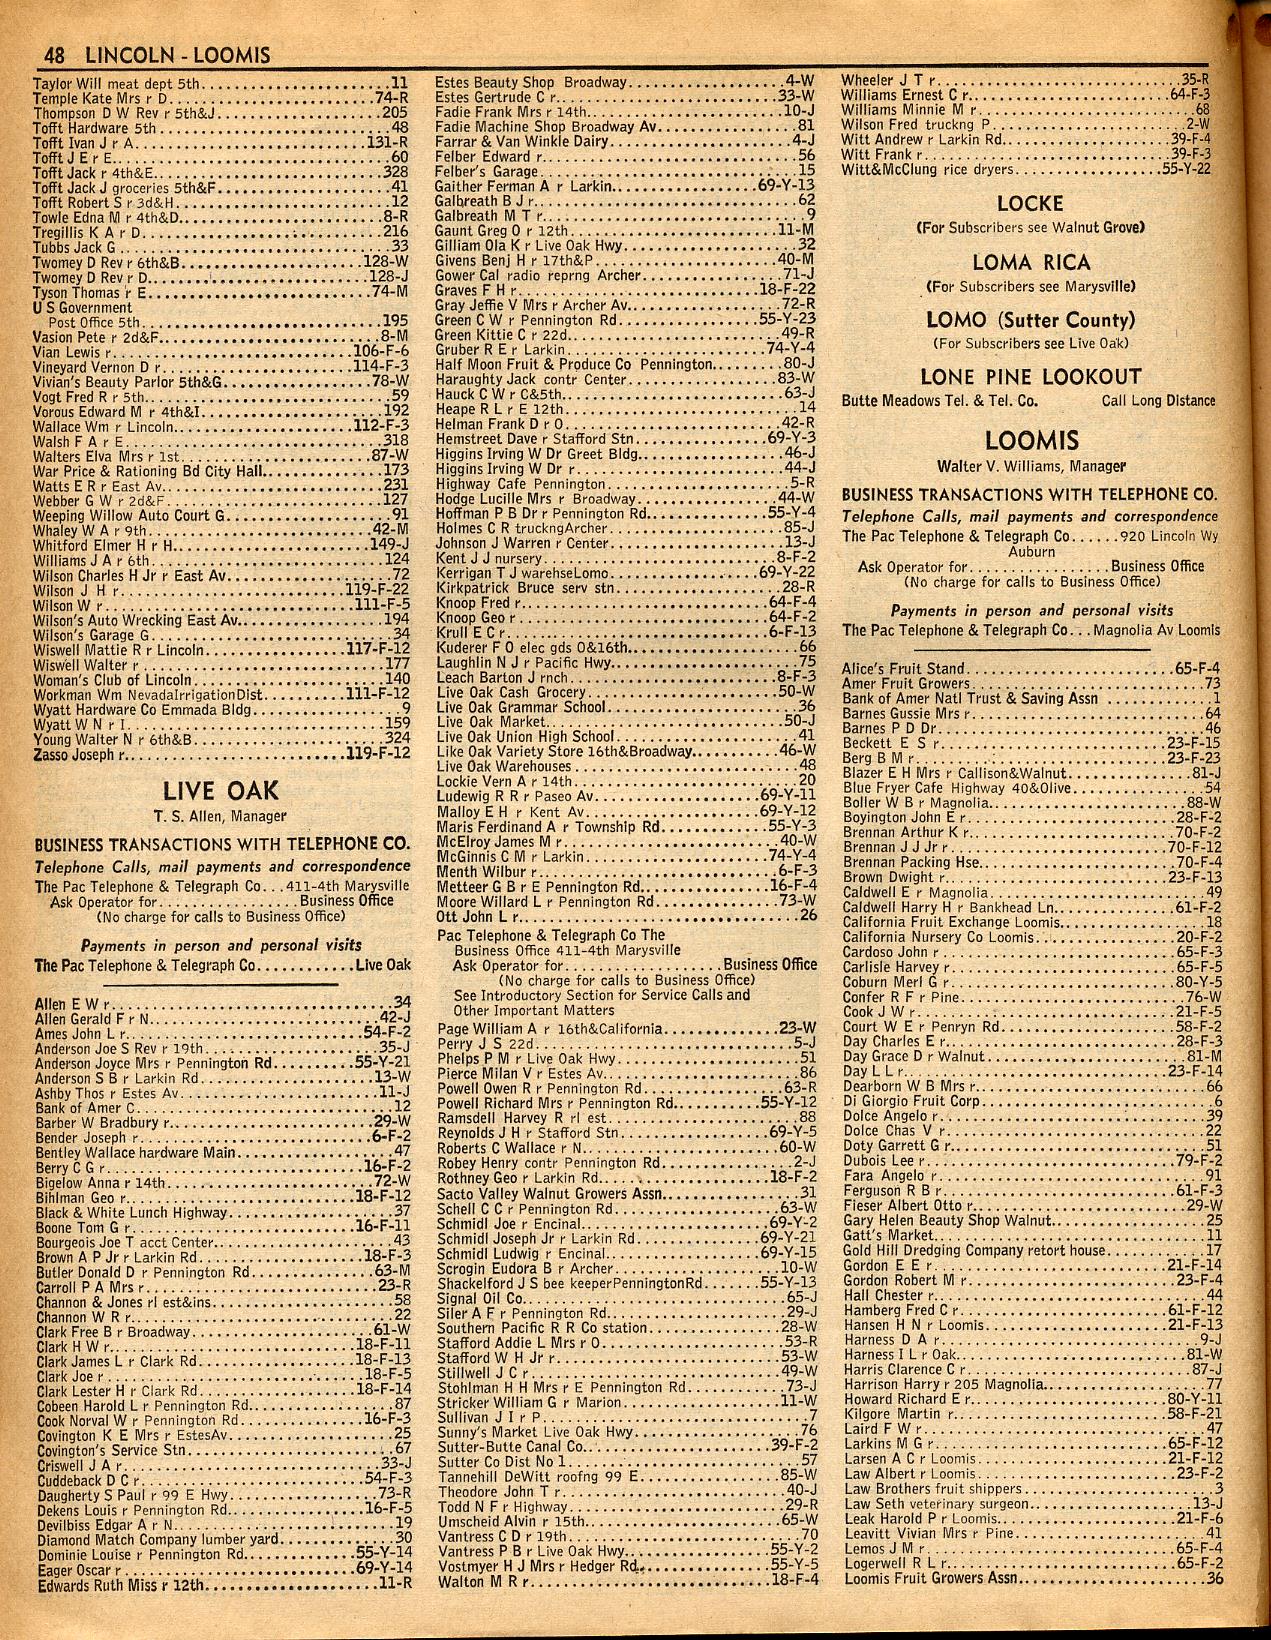 48 LINCOLN - LOOMIS
Taylor Will meat dept 5th 11
Temple Kate Mrs r D 74-R
Thompson D W Rev r 5th&J 205
Tofft Hardware 5th 48
Tofft Ivan J r A 131-R
Tofft J E r E 60
Tofft Jack r 4th&E 328
Tofft Jack J groceries 5th&F 41
Tofft Robert S r 3d&H 12
Towle Edna M r 4th&D 8-R
Tregillis K A r D 216
Tubbs Jack G 33
Twomey D Rev r 6th&B 128-W
Twomey D Rev r D 128-J
Tyson Thomas r E 74-M
U S Government
Post Office 5th 195
Vasion Pete r 2d&F 8-M
Vian Lewis r 106-F-6
Vineyard Vernon D r 114-F-3
Vivian's Beauty Parlor 5th&G 78-W
Vogt Fred R r 5th 59
Vorous Edward M r 4th&I 192
Wallace Wm r Lincoln 112-F-3
Walsh F A r E 318
Walters Elva Mrs r 1st 87-W
War Price & Rationing Bd City Hall 173
Watts E R r East Av 231
Webber G W r 2d&F 127
Weeping Willow Auto Court G 91
Whaley W A r 9th 42-M
Whitford Elmer H r H 149-J
Williams J A r 6th 124
Wilson Charles H Jr r East Av 72
Wilson J H r 119-F-22
Wilson W r 111-F-5
Wilson's Auto Wrecking East Av 194
Wilson's Garage G 34
Wiswell Mattie R r Lincoln 117-F-12
Wiswell Walter r 177
Woman's Club of Lincoln 140
Workman Wm NevadaIrrigationDist 111-F-12
Wyatt Hardware Co Emmada Bldg 9
Wyatt W N r I 159
Young Walter N r 6th&B 324
Zasso Joseph r 119-F-12
LIVE OAK
T. S. Allen, Manager
BUSINESS TRANSACTIONS WITH TELEPHONE CO.
Telephone Calls, mail payments and correspondence
The Pac Telephone & Telegraph Co...411-4th Marysville
Ask Operator for Business Office
(No charge for calls to Business Office)
Payments in person and personal visits
The Pac Telephone & Telegraph Co Live Oak
Allen E W r 34
Allen Gerald F r N 42-J
Ames John L r 54-F-2
Anderson Joe S Rev r 19th 35-J
Anderson Joyce Mrs r Pennington Rd 55-Y-21
Anderson S B r Larkin Rd 13-W
Ashby Thos r Estes Av 11-J
Bank of Amer C 12
Barber W Bradbury r 29-W
Bender Joseph r 6-F-2
Bentley Wallace hardware Main 47
Berry C G r 16-F-2
Bigelow Anna r 14th 72-W
Bihlman Geo r 18-F-12
Black & White Lunch Highway 37
Boone Tom G r 16-F-11
Bourgeois Joe T acct Center 43
Brown A P Jr r Larkin Rd 18-F-3
Butler Donald D r Pennington Rd 63-M
Carroll P A Mrs r 23-R
Channon & Jones rl est&ins 58
Channon W R r 22
Clark Free B r Broadway 61-W
Clark H W r 18-F-11
Clark James L r Clark Rd 18-F-13
Clark Joe r 18-F-5
Clark Lester H r Clark Rd 18-F-14
Cobeen Harold L r Pennington Rd 87
Cook Norval W r Pennington Rd 16-F-3
Covington K E Mrs r EstesAv 25
Covington's Service Stn 67
Criswell J A r 33-J
Cuddeback D C r 54-F-3
Daugherty S Paul r 99 E Hwy 73-R
Dekens Louis r Pennington Rd 16-F-5
Devilbiss Edgar A r N 19
Diamond Match Company lumber yard 30
Dominie Louise r Pennington Rd 55-Y-14
Eager Oscar r 69-Y-14
Edwards Ruth Miss r 12th 11-R
Estes Beauty Shop Broadway 4-W
Estes Gertrude C r 33-W
Fadie Frank Mrs r 14th 10-J
Fadie Machine Shop Broadway Av 81
Farrar & Van Winkle Dairy 4-J
Felber Edward r 56
Felber's Garage 15
Gaither Ferman A r Larkin 69-Y-13
Galbreath B J r 62
Galbreath M T r 9
Gaunt Greg O r 12th 11-M
Gilliam Ola K r Live Oak Hwy 32
Givens Benj H r 17th&P 40-M
Gower Cal radio reprng Archer 71-J
Graves F H r 18-F-22
Gray Jeffie V Mrs r Archer Av 72-R
Green C W r Pennington Rd 55-Y-23
Green Kittie C r 22d 49-R
Gruber R E r Larkin 74-Y-4
Half Moon Fruit & Produce Co Pennington 80-J
Haraughty Jack contr Center 83-W
Hauck C W r C&5th 63-J
Heape R L r E 12th 14
Helman Frank D r O 42-R
Hemstreet Dave r Stafford Stn 69-Y-3
Higgins Irving W Dr Greet Bldg 46-J
Higgins Irving W Dr r 44-J
Highway Cafe Pennington 5-R
Hodge Lucille Mrs r Broadway 44-W
Hoffman P B Dr r Pennington Rd 55-Y-4
Holmes C R truckngArcher 85-J
Johnson J Warren r Center 13-J
Kent J J nursery 8-F-2
Kerrigan T J warehseLomo 69-Y-22
Kirkpatrick Bruce serv stn 28-R
Knoop Fred r 64-F-4
Knoop Geo r 64-F-2
Krull E C r 6-F-13
Kuderer F O elec gds O&16th 66
Laughlin N J r Pacific Hwy 75
Leach Barton J rnch 8-F-3
Live Oak Cash Grocery 50-W
Live Oak Grammar School 36
Live Oak Market 50-J
Live Oak Union High School 41
Like Oak Variety Store 16th&Broadway 46-W
Live Oak Warehouses 48
Lockie Vern A r 14th 20
Ludewig R R r Paseo Av 69-Y-11
Malloy E H r Kent Av 69-Y-12
Maris Ferdinand A r Township Rd 55-Y-3
McElroy James M r 40-W
McGinnis C M r Larkin 74-Y-4
Menth Wilbur r 6-F-3
Metteer G B r E Pennington Rd 16-F-4
Moore Willard L r Pennington Rd 73-W
Ott John L r 26
Pac Telephone & Telegraph Co The
Business Office 411-4th Marysville
Ask Operator for Business Office
(No charge for calls to Business Office)
See Introductory Section for Service Calls and
Other Important Matters
Page William A r 16th&California 23-W
Perry J S 22d 5-J
Phelps P M r Live Oak Hwy 51
Pierce Milan V r Estes Av 86
Powell Owen R r Pennington Rd 63-R
Powell Richard Mrs r Pennington Rd 55-Y-12
Ramsdell Harvey R rl est 88
Reynolds J H r Stafford Stn 69-Y-5
Roberts C Wallace r N 60-W
Robey Henry contr Pennington Rd 2-J
Rothney Geo r Larkin Rd 18-F-2
Sacto Valley Walnut Growers Assn 31
Schell C C r Pennington Rd 63-W
Schmidl Joe r Encinal 69-Y-2
Schmidl Joseph Jr r Larkin Rd 69-Y-21
Schmidl Ludwig r Encinal 69-Y-15
Scrogin Eudora B r Archer 10-W
Shackelford J S bee keeperPenningtonRd 55-Y-13
Signal Oil Co 65-J
Siler A F r Pennington Rd 29-J
Southern Pacific R R Co station 28-W
Stafford Addie L Mrs r O 53-R
Stafford W H Jr r 53-W
Stillwell J C r 49-W
Stohlman H H Mrs r E Pennington Rd 73-J
Stricker William G r Marion 11-W
Sullivan J I r P 7
Sunny's Market Live Oak Hwy 76
Sutter-Butte Canal Co 39-F-2
Sutter Co Dist No 1 57
Tannehill DeWitt roofng 99 E 85-W
Theodore John T r 40-J
Todd N F r Highway 29-R
Umscheid Alvin r 15th 65-W
Vantress C D r 19th 70
Vantress P B r Live Oak Hwy 55-Y-2
Vostmyer H J Mrs r Hedger Rd 55-Y-5
Walton M R r 18-F-4
Wheeler J T r 35-R
Williams Ernest C r 64-F-3
Williams Minnie M r 68
Wilson Fred truckng P 2-W
Witt Andrew r Larkin Rd 39-F-4
Witt Frank r 39-F-3
Witt&McClung rice dryers 55-Y-22
LOCKE
(For Subscribers see Walnut Grove)
LOMA RICA
(For Subscribers see Marysville)
LOMO (Sutter County)
(For Subscribers see Live Oak)
LONE PINE LOOKOUT
Butte Meadows Tel. & Tel. Co. Call Long Distance
LOOMIS
Walter V. Williams, Manager
BUSINESS TRANSACTIONS WITH TELEPHONE CO.
Telephone Calls, mail payments and correspondence
The Pac Telephone & Telegraph Co......920 Lincoln Wy
Auburn
Ask Operator for Business Office
(No charge for calls to Business Office)
Payments in person and personal visits
The Pac Telephone & Telegraph Co...Magnolia Av Loomis
Alice's Fruit Stand 65-F-4
Amer Fruit Growers 73
Bank of Amer Natl Trust & Saving Assn 1
Barnes Gussie Mrs r 64
Barnes P D Dr 46
Beckett E S r 23-F-15
Berg B M r 23-F-23
Blazer E H Mrs r Callison&Walnut 81-J
Blue Fryer Cafe Highway 40&Olive 54
Boller W B r Magnolia 88-W
Boyington John E r 28-F-2
Brennan Arthur K r 70-F-2
Brennan J J Jr r 70-F-12
Brennan Packing Hse 70-F-4
Brown Dwight r 23-F-13
Caldwell E r Magnolia 49
Caldwell Harry H r Bankhead Ln 61-F-2
California Fruit Exchange Loomis 18
California Nursery Co Loomis 20-F-2
Cardoso John r 65-F-3
Carlisle Harvey r 65-F-5
Coburn Merl G r 80-Y-5
Confer R F r Pine 76-W
Cook J W r 21-F-5
Court W E r Penryn Rd 58-F-2
Day Charles E r 28-F-3
Day Grace D r Walnut 81-M
Day L L r 23-F-14
Dearborn W B Mrs r 66
Di Giorgio Fruit Corp 6
Dolce Angelo r 39
Dolce Chas V r 22
Doty Garrett G r 51
Dubois Lee r 79-F-2
Fara Angelo r 91
Ferguson R B r 61-F-3
Fieser Albert Otto r 29-W
Gary Helen Beauty Shop Walnut 25
Gatt's Market 11
Gold Hill Dredging Company retort house 17
Gordon E E r 21-F-14
Gordon Robert M r 23-F-4
Hall Chester r 44
Hamberg Fred C r 61-F-12
Hansen H N r Loomis 21-F-13
Harness D A r 9-J
Harness I L r Oak 81-W
Harris Clarence C r 87-J
Harrison Harry r 205 Magnolia 77
Howard Richard E r 80-Y-11
Kilgore Martin r 58-F-21
Laird F W r 47
Larkins M G r 65-F-12
Larsen A C r Loomis 21-F-12
Law Albert r Loomis 23-F-2
Law Brothers fruit shippers 3
Law Seth veterinary surgeon 13-J
Leak Harold P r Loomis 21-F-6
Leavitt Vivian Mrs r Pine 41
Lemos J M r 65-F-4
Logerwell R L r 65-F-2
Loomis Fruit Growers Assn 36